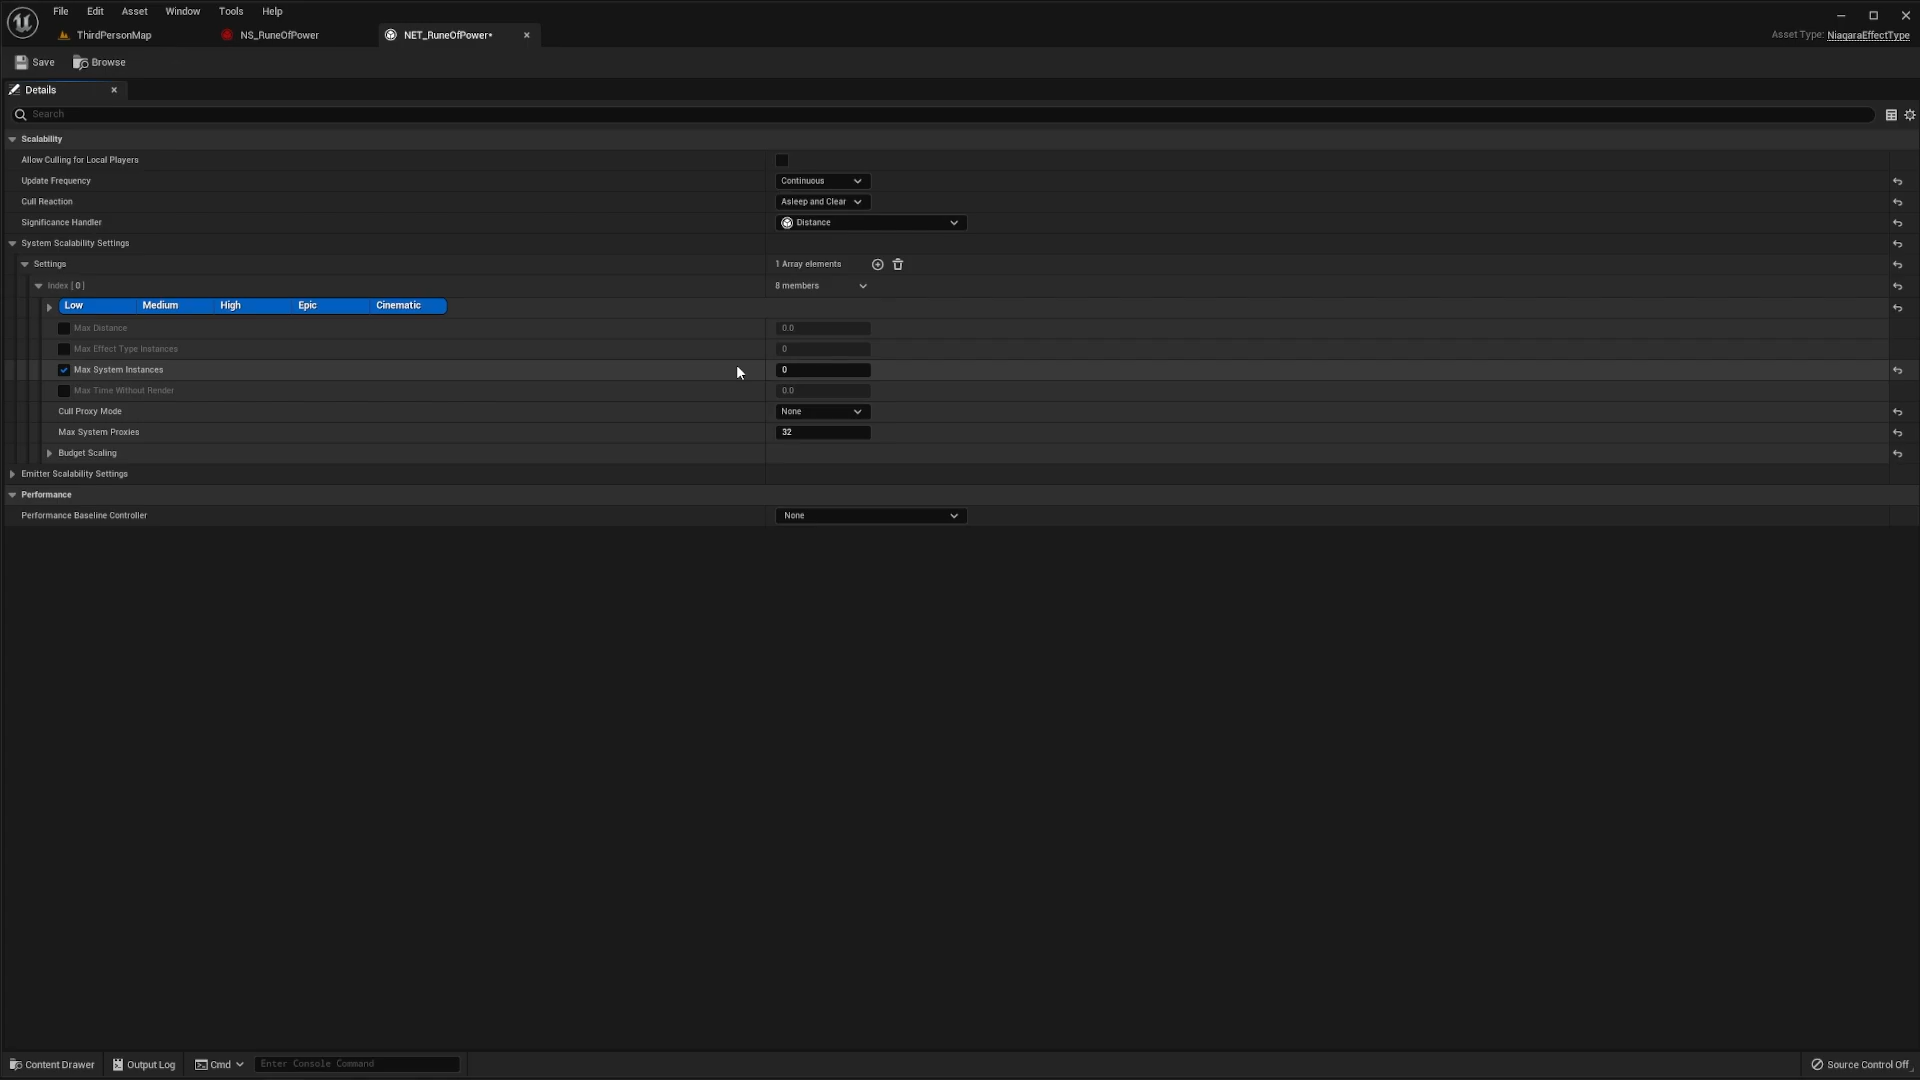 File Edit Asset Window Tools Help
ThirdPersonMap NS_RuneOfPower NET_RuneOfPower*
Asset Type: NiagaraEffectType
Save Browse
Details
Search
Scalability
Allow Culling for Local Players
Update Frequency Continuous
Cull Reaction Asleep and Clear
Significance Handler Distance
System Scalability Settings
Settings 1 Array elements
Index [ 0 ] 8 members
Low Medium High Epic Cinematic
Max Distance 0.0
Max Effect Type Instances 0
Max System Instances 0
Max Time Without Render 0.0
Cull Proxy Mode None
Max System Proxies 32
Budget Scaling
Emitter Scalability Settings
Performance
Performance Baseline Controller None
Content Drawer Output Log Cmd Enter Console Command Source Control Off